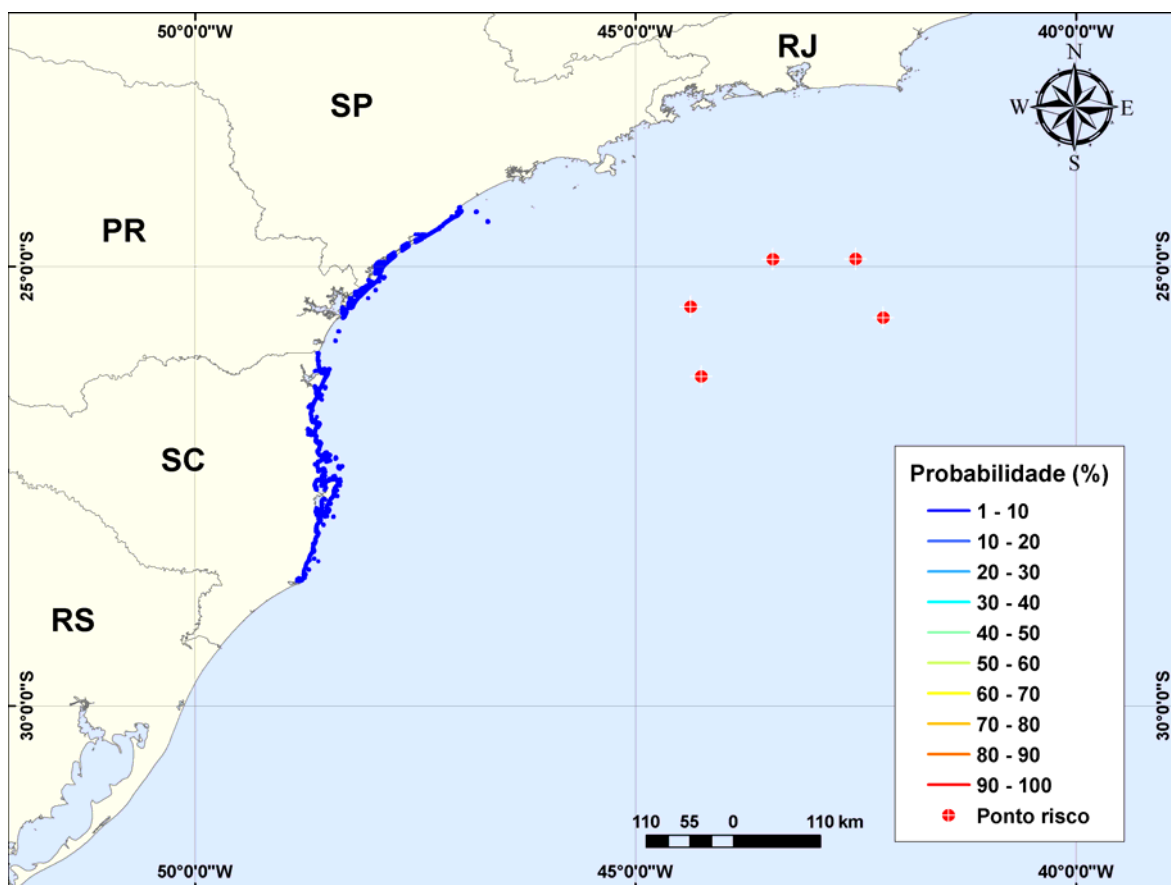 50°0'0"W
45°0'0"W
40°0'0"W
RJ
N
W
E
S
SP
PR
25°0'0"S
25°0'0"S
SC
RS
30°0'0"S
30°0'0"S
Probabilidade (%)
1 - 10
10 - 20
20 - 30
30 - 40
40 - 50
50 - 60
60 - 70
70 - 80
80 - 90
90 - 100
Ponto risco
110 55 0 110 km
50°0'0"W
45°0'0"W
40°0'0"W